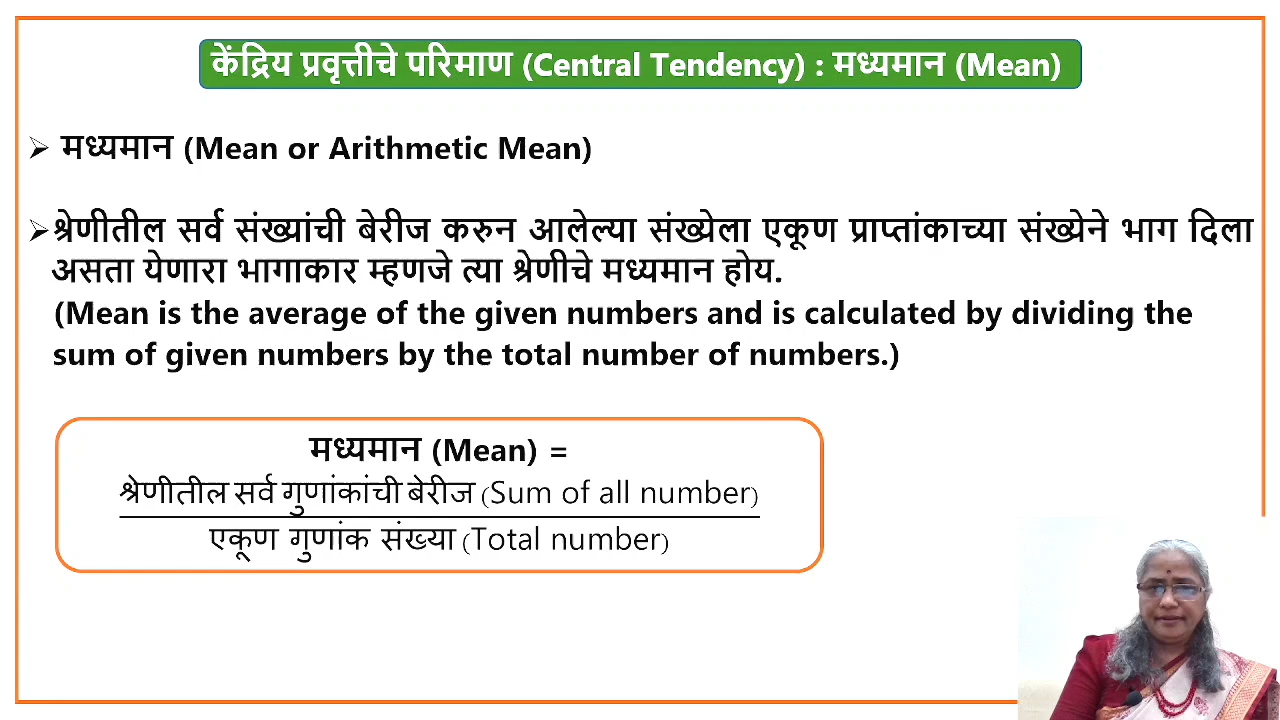 केंद्रिय प्रवृत्तीचे परिमाण (Central Tendency) : मध्यमान (Mean)
मध्यमान (Mean or Arithmetic Mean)
श्रेणीतील सर्व संख्यांची बेरीज करुन आलेल्या संख्येला एकूण प्राप्तांकाच्या संख्येने भाग दिला
असता येणारा भागाकार म्हणजे त्या श्रेणीचे मध्यमान होय.
(Mean is the average of the given numbers and is calculated by dividing the
sum of given numbers by the total number of numbers.)
मध्यमान (Mean) =
श्रेणीतील सर्व गुणांकांची बेरीज (Sum of all number)
एकूण गुणांक संख्या (Total number)